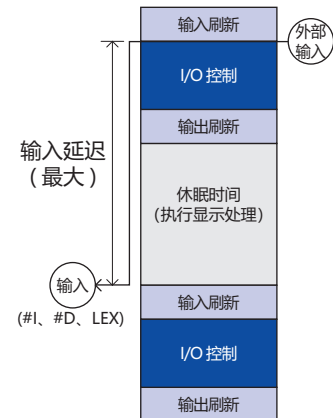 输入刷新
外部
输入
I/O 控制
输出刷新
输入延迟
（最大）
休眠时间
(执行显示处理)
输入
(#I、#D、LEX)
输入刷新
I/O 控制
输出刷新